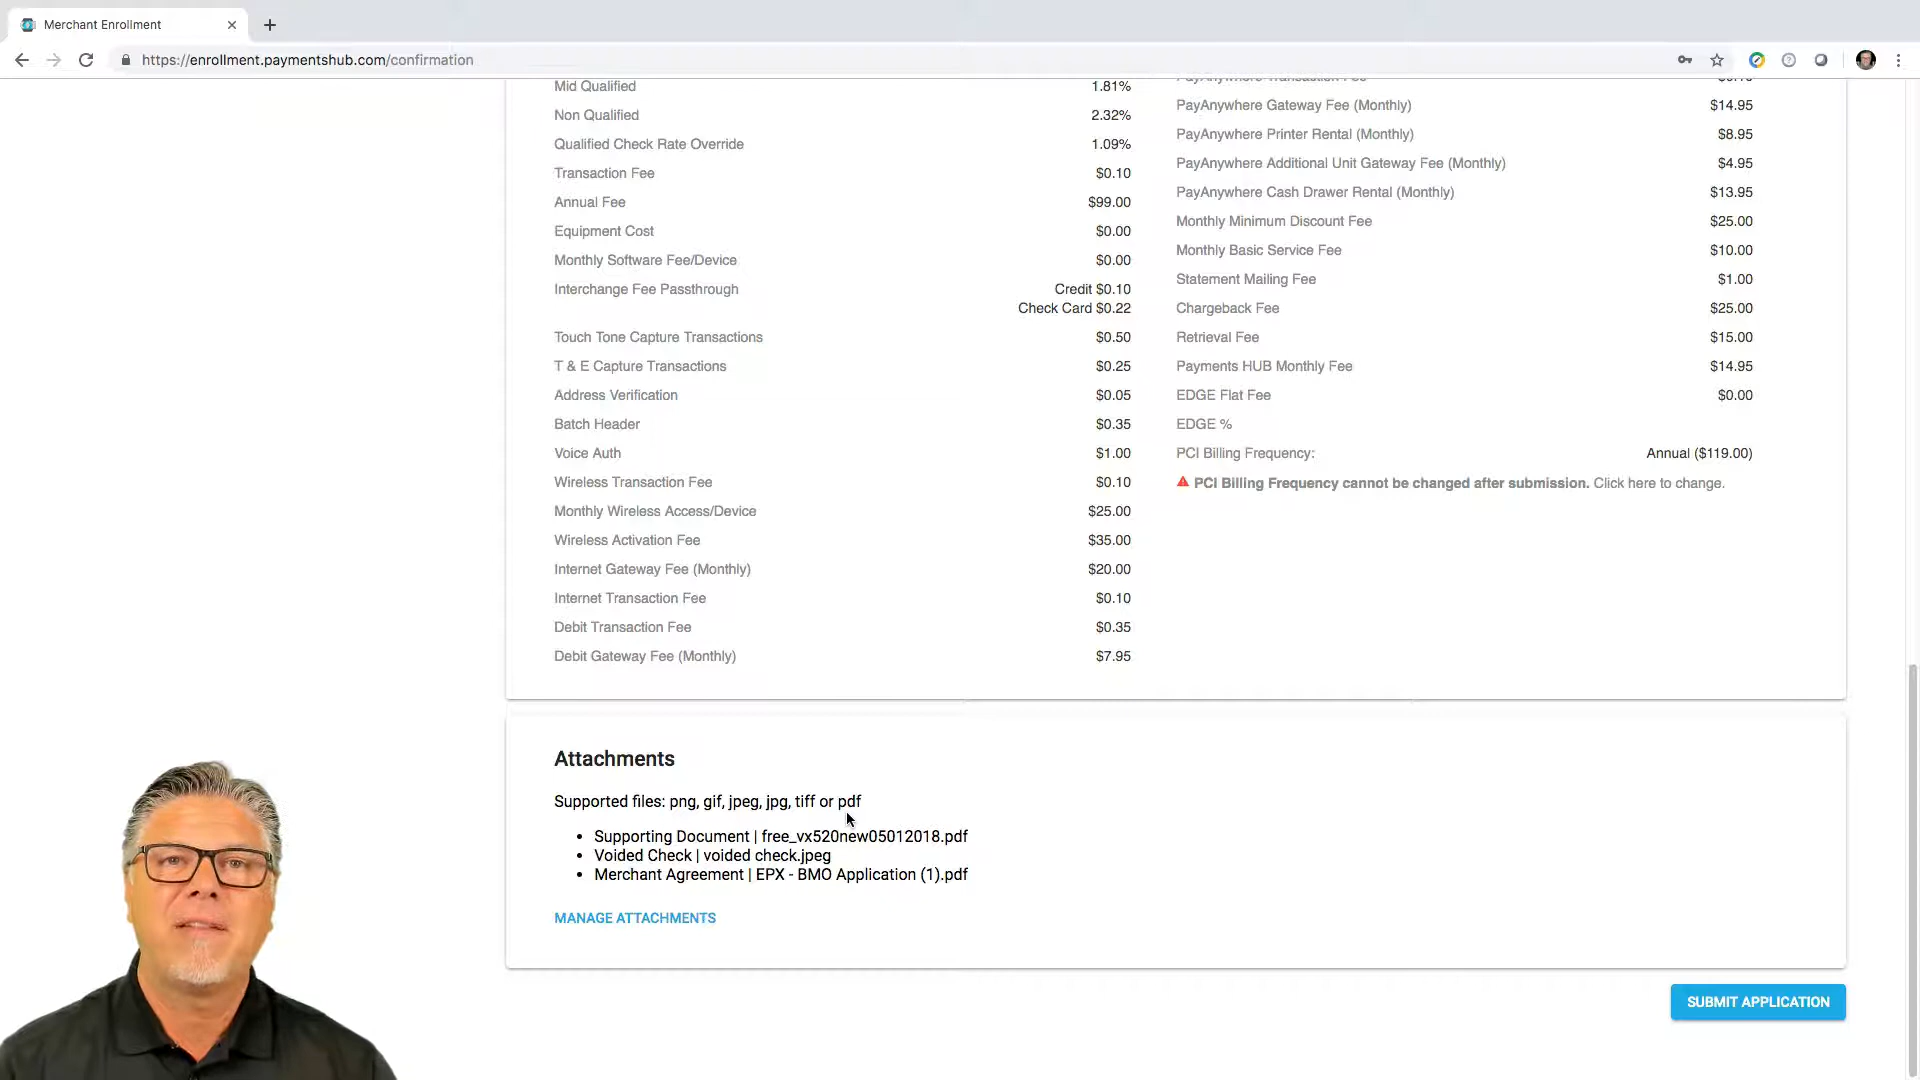 Merchant Enrollment
https://enrollment.paymentshub.com/confirmation
Mid Qualified 1.81%
Non Qualified 2.32%
Qualified Check Rate Override 1.09%
Transaction Fee $0.10
Annual Fee $99.00
Equipment Cost $0.00
Monthly Software Fee/Device $0.00
Interchange Fee Passthrough Credit $0.10
Check Card $0.22
Touch Tone Capture Transactions $0.50
T & E Capture Transactions $0.25
Address Verification $0.05
Batch Header $0.35
Voice Auth $1.00
Wireless Transaction Fee $0.10
Monthly Wireless Access/Device $25.00
Wireless Activation Fee $35.00
Internet Gateway Fee (Monthly) $20.00
Internet Transaction Fee $0.10
Debit Transaction Fee $0.35
Debit Gateway Fee (Monthly) $7.95
PayAnywhere Transaction Fee $0.10
PayAnywhere Gateway Fee (Monthly) $14.95
PayAnywhere Printer Rental (Monthly) $8.95
PayAnywhere Additional Unit Gateway Fee (Monthly) $4.95
PayAnywhere Cash Drawer Rental (Monthly) $13.95
Monthly Minimum Discount Fee $25.00
Monthly Basic Service Fee $10.00
Statement Mailing Fee $1.00
Chargeback Fee $25.00
Retrieval Fee $15.00
Payments HUB Monthly Fee $14.95
EDGE Flat Fee $0.00
EDGE %
PCI Billing Frequency: Annual ($119.00)
PCI Billing Frequency cannot be changed after submission. Click here to change.
Attachments
Supported files: png, gif, jpeg, jpg, tiff or pdf
• Supporting Document | free_vx520new05012018.pdf
• Voided Check | voided check.jpeg
• Merchant Agreement | EPX - BMO Application (1).pdf
MANAGE ATTACHMENTS
SUBMIT APPLICATION